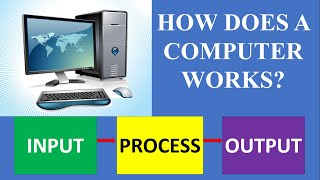 HOW DOES A
COMPUTER
WORKS?
INPUT
PROCESS
OUTPUT